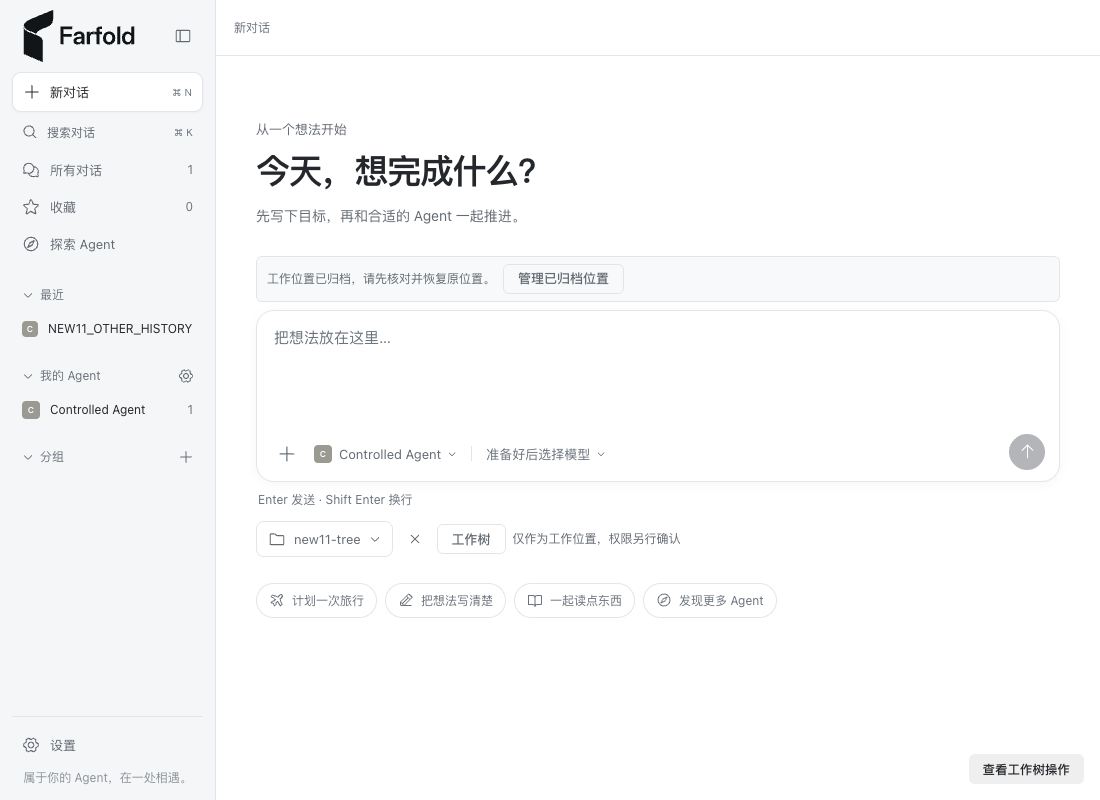 Farfold
新对话 ⌘ N
搜索对话 ⌘ K
所有对话 1
收藏 0
探索 Agent
最近
C NEW11_OTHER_HISTORY
我的 Agent
C Controlled Agent 1
分组
设置
属于你的 Agent，在一处相遇。
新对话
从一个想法开始
今天，想完成什么?
先写下目标，再和合适的 Agent 一起推进。
工作位置已归档，请先核对并恢复原位置。 管理已归档位置
把想法放在这里...
C Controlled Agent 准备好后选择模型
Enter 发送 · Shift Enter 换行
new11-tree 工作树 仅作为工作位置，权限另行确认
计划一次旅行 把想法写清楚 一起读点东西 发现更多 Agent
查看工作树操作